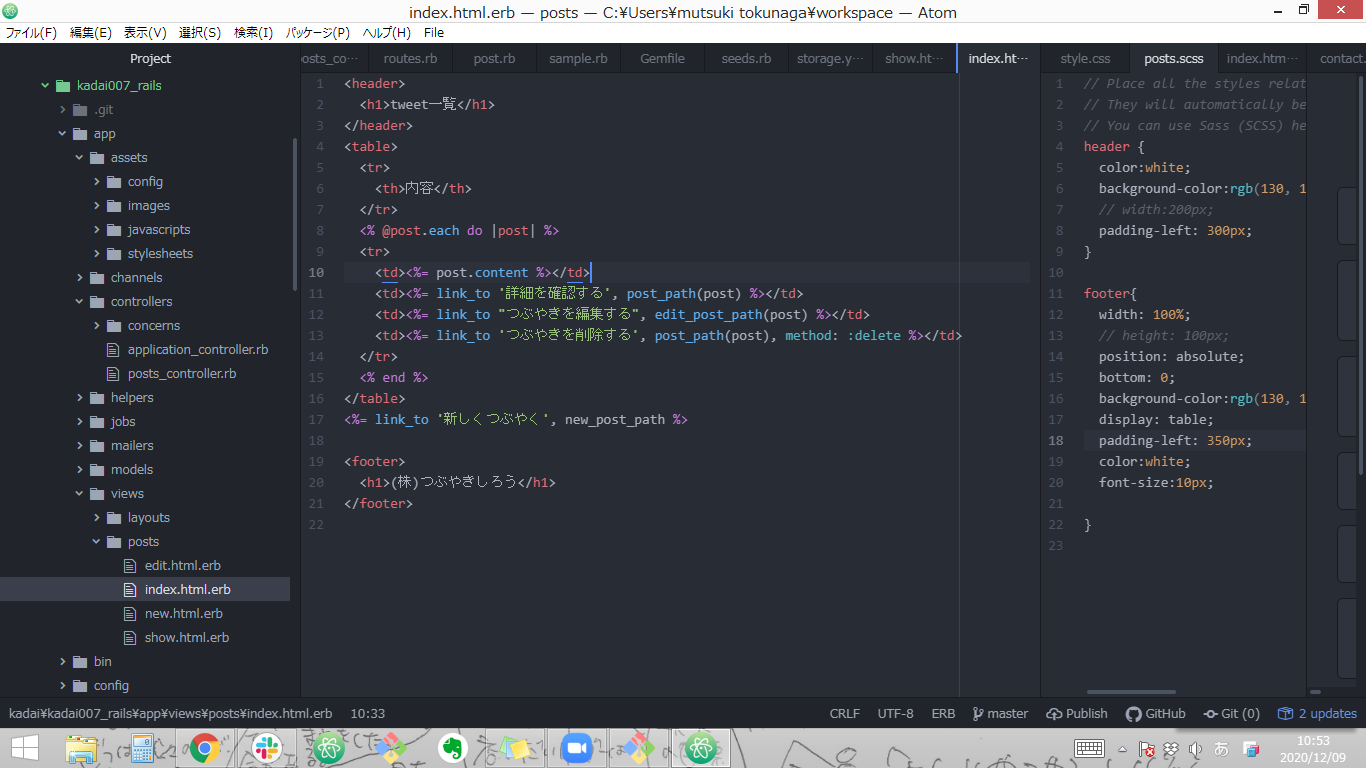 index.html.erb — posts — C:¥Users¥mutsuki tokunaga¥workspace — Atom
ファイル(F) 編集(E) 表示(V) 選択(S) 検索(I) パッケージ(P) ヘルプ(H) File
Project
kadai007_rails
.git
app
assets
config
images
javascripts
stylesheets
channels
controllers
concerns
application_controller.rb
posts_controller.rb
helpers
jobs
mailers
models
views
layouts
posts
edit.html.erb
index.html.erb
new.html.erb
show.html.erb
bin
config
posts_co··· routes.rb post.rb sample.rb Gemfile seeds.rb storage.y··· show.ht··· index.ht···
1 <header>
2 <h1>tweet一覧</h1>
3 </header>
4 <table>
5 <tr>
6 <th>内容</th>
7 </tr>
8 <% @post.each do |post| %>
9 <tr>
10 <td><%= post.content %></td>
11 <td><%= link_to '詳細を確認する', post_path(post) %></td>
12 <td><%= link_to "つぶやきを編集する", edit_post_path(post) %></td>
13 <td><%= link_to 'つぶやきを削除する', post_path(post), method: :delete %></td>
14 </tr>
15 <% end %>
16 </table>
17 <%= link_to '新しくつぶやく', new_post_path %>
18
19 <footer>
20 <h1>(株)つぶやきしろう</h1>
21 </footer>
22
style.css posts.scss index.htm··· contact.
1 // Place all the styles relat
2 // They will automatically be
3 // You can use Sass (SCSS) he
4 header {
5 color:white;
6 background-color:rgb(130, 1
7 // width:200px;
8 padding-left: 300px;
9 }
10
11 footer{
12 width: 100%;
13 // height: 100px;
14 position: absolute;
15 bottom: 0;
16 background-color:rgb(130, 1
17 display: table;
18 padding-left: 350px;
19 color:white;
20 font-size:10px;
21
22 }
23
kadai¥kadai007_rails¥app¥views¥posts¥index.html.erb 10:33 CRLF UTF-8 ERB master Publish GitHub Git (0) 2 updates
あ
10:53
2020/12/09